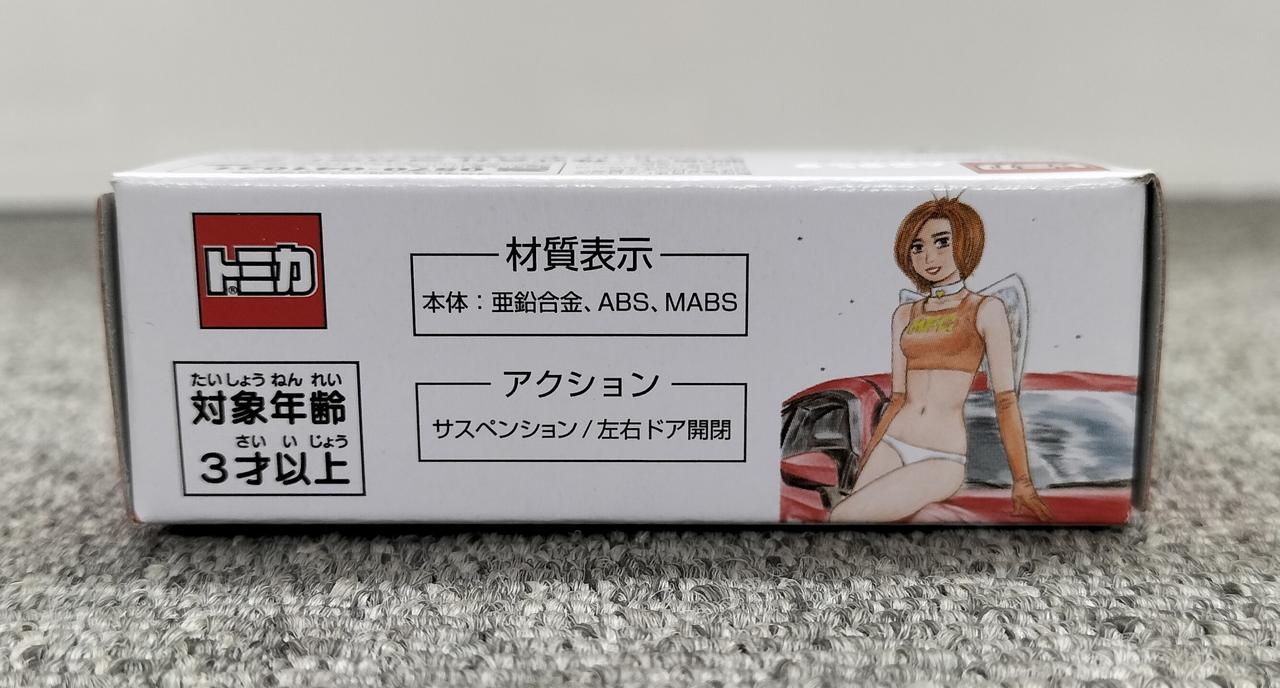 トミカ
®
たいしょう ねん れい
対象年齢
さい い じょう
3才以上
材質表示
本体：亜鉛合金、ABS、MABS
アクション
サスペンション / 左右ドア開閉